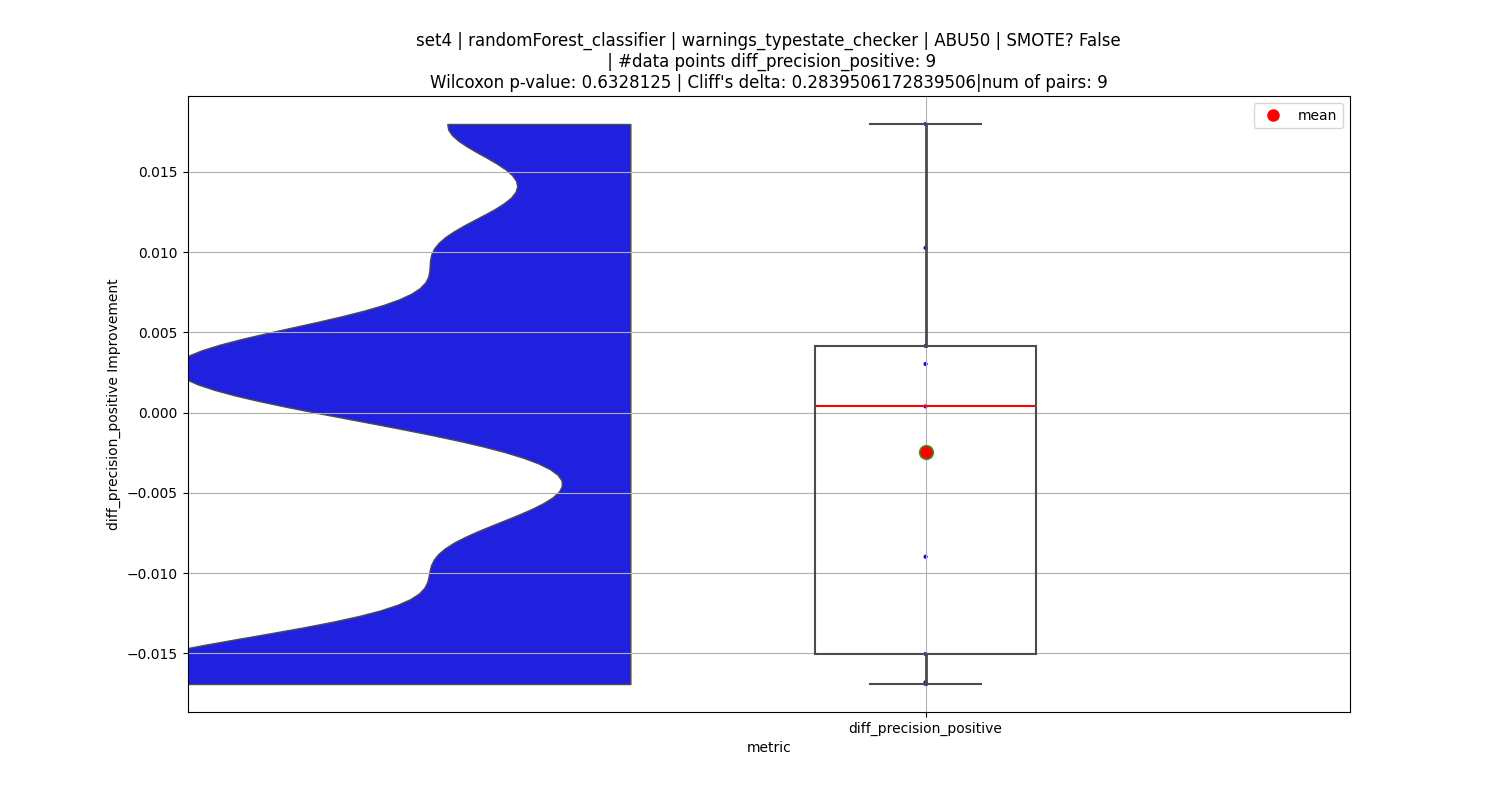 set4 | randomForest_classifier | warnings_typestate_checker | ABU50 | SMOTE? False
| #data points diff_precision_positive: 9
Wilcoxon p-value: 0.6328125 | Cliff's delta: 0.2839506172839506|num of pairs: 9
mean
0.015
0.010
0.005
0.000
−0.005
−0.010
−0.015
diff_precision_positive Improvement
diff_precision_positive
metric